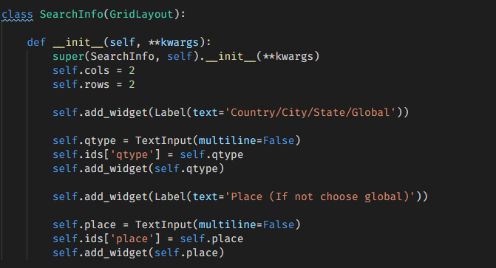 class SearchInfo(GridLayout):
def __init__(self, **kwargs):
super(SearchInfo, self).__init__(**kwargs)
self.cols = 2
self.rows = 2
self.add_widget(Label(text='Country/City/State/Global'))
self.qtype = TextInput(multiline=False)
self.ids['qtype'] = self.qtype
self.add_widget(self.qtype)
self.add_widget(Label(text='Place (If not choose global)'))
self.place = TextInput(multiline=False)
self.ids['place'] = self.place
self.add_widget(self.place)